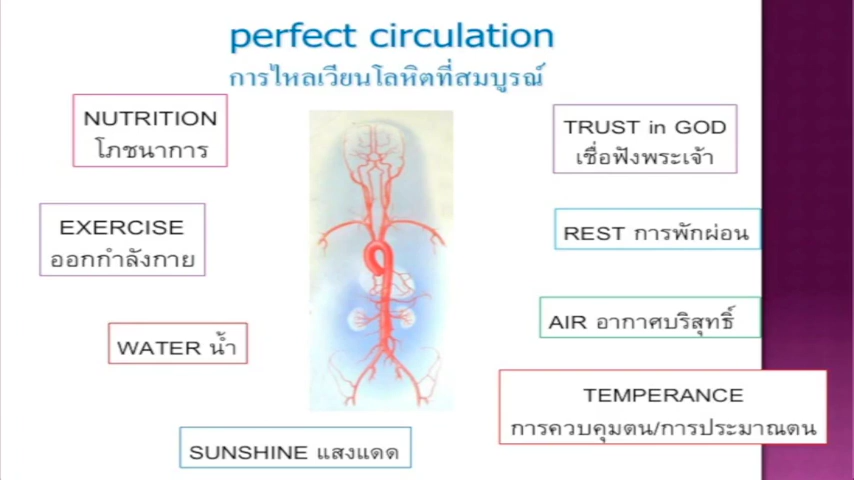 perfect circulation
การไหลเวียนโลหิตที่สมบูรณ์
NUTRITION
โภชนาการ
TRUST in GOD
เชื่อฟังพระเจ้า
EXERCISE
ออกกำลังกาย
REST การพักผ่อน
WATER น้ำ
AIR อากาศบริสุทธิ์
TEMPERANCE
การควบคุมตน/การประมาณตน
SUNSHINE แสงแดด